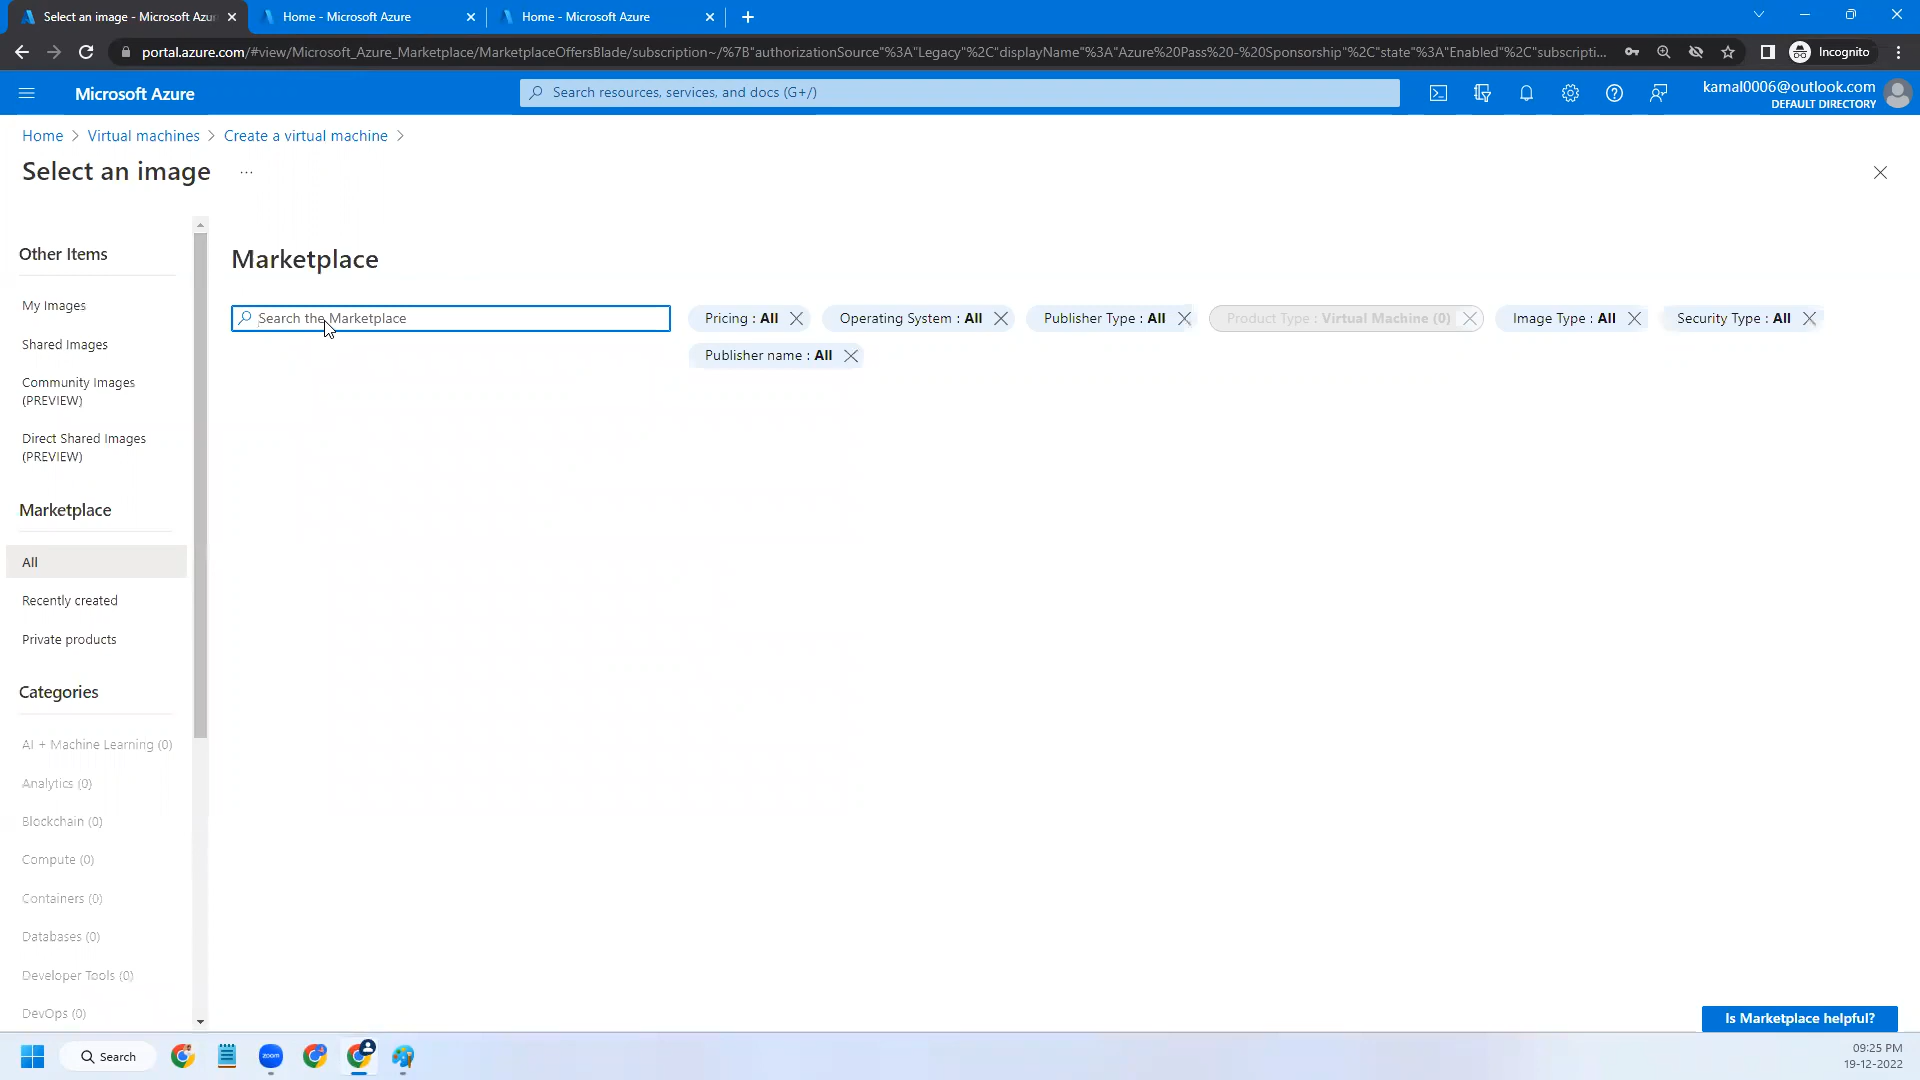 Select an image - Microsoft Azur
Home - Microsoft Azure
Home - Microsoft Azure
portal.azure.com/#view/Microsoft_Azure_Marketplace/MarketplaceOffersBlade/subscription~/%7B"authorizationSource"%3A"Legacy"%2C"displayName"%3A"Azure%20Pass%20-%20Sponsorship"%2C"state"%3A"Enabled"%2C"subscripti...
Incognito
Microsoft Azure
Search resources, services, and docs (G+/)
kamal0006@outlook.com
DEFAULT DIRECTORY
Home > Virtual machines > Create a virtual machine >
Select an image ...
Other Items
My Images
Shared Images
Community Images
(PREVIEW)
Direct Shared Images
(PREVIEW)
Marketplace
All
Recently created
Private products
Categories
AI + Machine Learning (0)
Analytics (0)
Blockchain (0)
Compute (0)
Containers (0)
Databases (0)
Developer Tools (0)
DevOps (0)
Marketplace
Search the Marketplace
Pricing : All
Operating System : All
Publisher Type : All
Product Type : Virtual Machine (0)
Image Type : All
Security Type : All
Publisher name : All
Is Marketplace helpful?
Search
zoom
09:25 PM
19-12-2022